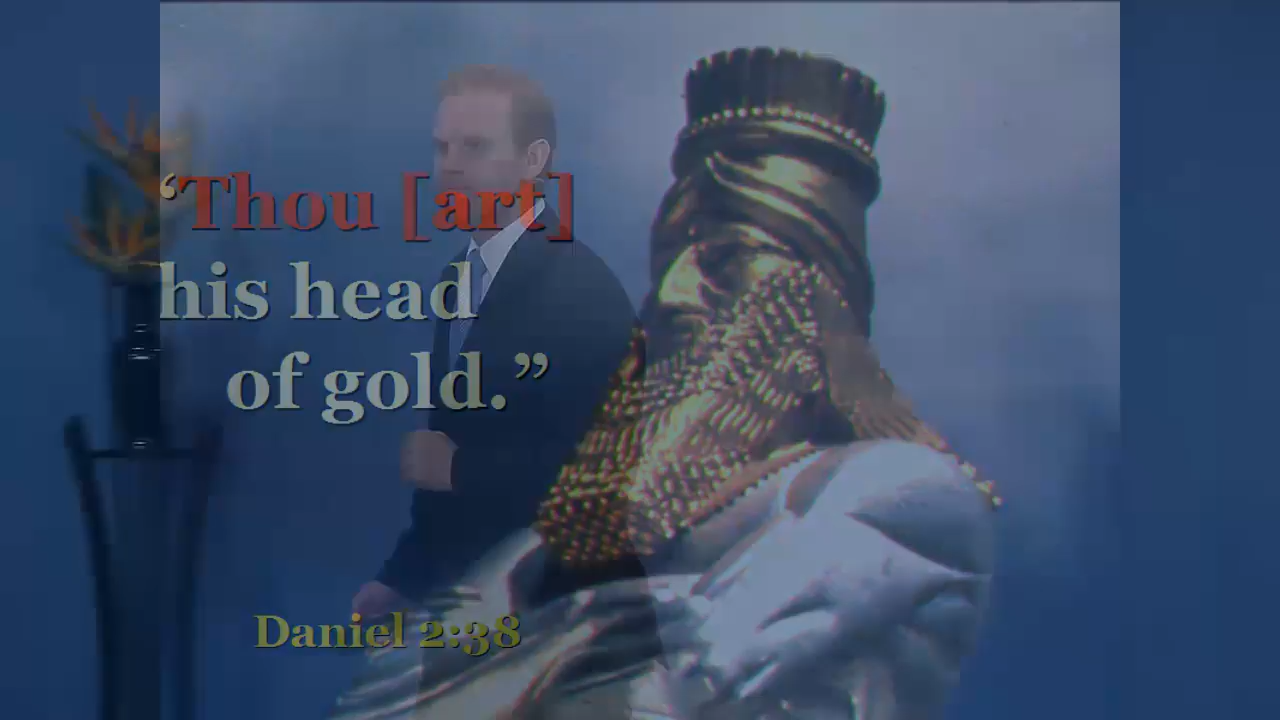 “Thou [art]
his head
of gold.”
Daniel 2:38